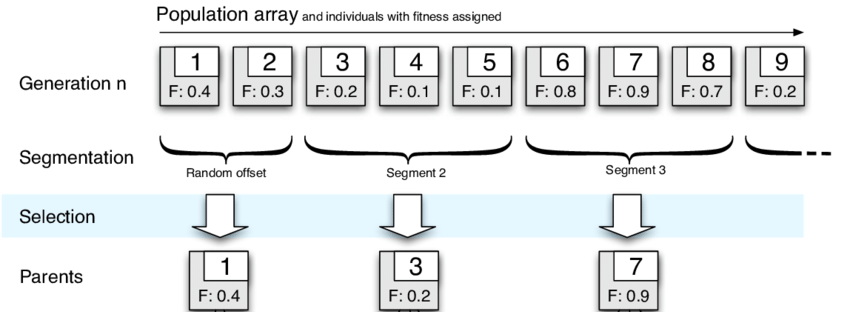 Population array and individuals with fitness assigned
Generation n
1 2 3 4 5 6 7 8 9
F: 0.4 F: 0.3 F: 0.2 F: 0.1 F: 0.1 F: 0.8 F: 0.9 F: 0.7 F: 0.2
Segmentation
Random offset Segment 2 Segment 3
Selection
Parents
1 3 7
F: 0.4 F: 0.2 F: 0.9